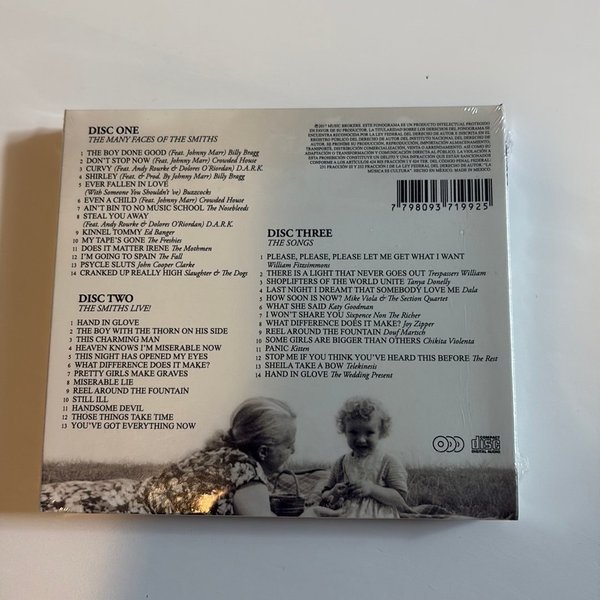 DISC ONE
THE MANY FACES OF THE SMITHS
1 THE BOY DONE GOOD (Feat. Johnny Marr) Billy Bragg
2 DON'T STOP NOW (Feat. Johnny Marr) Crowded House
3 CURVY (Feat. Andy Rourke & Dolores O'Riordan) D.A.R.K.
4 SHIRLEY (Feat. & Prod. By Johnny Marr) Billy Bragg
5 EVER FALLEN IN LOVE
(With Someone You Shouldn't 've) Buzzcocks
6 EVEN A CHILD (Feat. Johnny Marr) Crowded House
7 AIN'T BIN TO NO MUSIC SCHOOL The Nosebleeds
8 STEAL YOU AWAY
(Feat. Andy Rourke & Dolores O'Riordan) D.A.R.K.
9 KINNEL TOMMY Ed Banger
10 MY TAPE'S GONE The Freshies
11 DOES IT MATTER IRENE The Mothmen
12 I'M GOING TO SPAIN The Fall
13 PSYCLE SLUTS John Cooper Clarke
14 CRANKED UP REALLY HIGH Slaughter & The Dogs
DISC TWO
THE SMITHS LIVE!
1 HAND IN GLOVE
2 THE BOY WITH THE THORN ON HIS SIDE
3 THIS CHARMING MAN
4 HEAVEN KNOWS I'M MISERABLE NOW
5 THIS NIGHT HAS OPENED MY EYES
6 WHAT DIFFERENCE DOES IT MAKE?
7 PRETTY GIRLS MAKE GRAVES
8 MISERABLE LIE
9 REEL AROUND THE FOUNTAIN
10 STILL ILL
11 HANDSOME DEVIL
12 THOSE THINGS TAKE TIME
13 YOU'VE GOT EVERYTHING NOW
7 798093 719925
DISC THREE
THE SONGS
1 PLEASE, PLEASE, PLEASE LET ME GET WHAT I WANT
William Fitzsimmons
2 THERE IS A LIGHT THAT NEVER GOES OUT Trespassers William
3 SHOPLIFTERS OF THE WORLD UNITE Tanya Donelly
4 LAST NIGHT I DREAMT THAT SOMEBODY LOVE ME Dala
5 HOW SOON IS NOW? Mike Viola & The Section Quartet
6 WHAT SHE SAID Katy Goodman
7 I WON'T SHARE YOU Sixpence Non The Richer
8 WHAT DIFFERENCE DOES IT MAKE? Joy Zipper
9 REEL AROUND THE FOUNTAIN Douf Martsch
10 SOME GIRLS ARE BIGGER THAN OTHERS Chikita Violenta
11 PANIC Kitten
12 STOP ME IF YOU THINK YOU'VE HEARD THIS BEFORE The Rest
13 SHEILA TAKE A BOW Telekinesis
14 HAND IN GLOVE The Wedding Present
COMPACT
disc
DIGITAL AUDIO